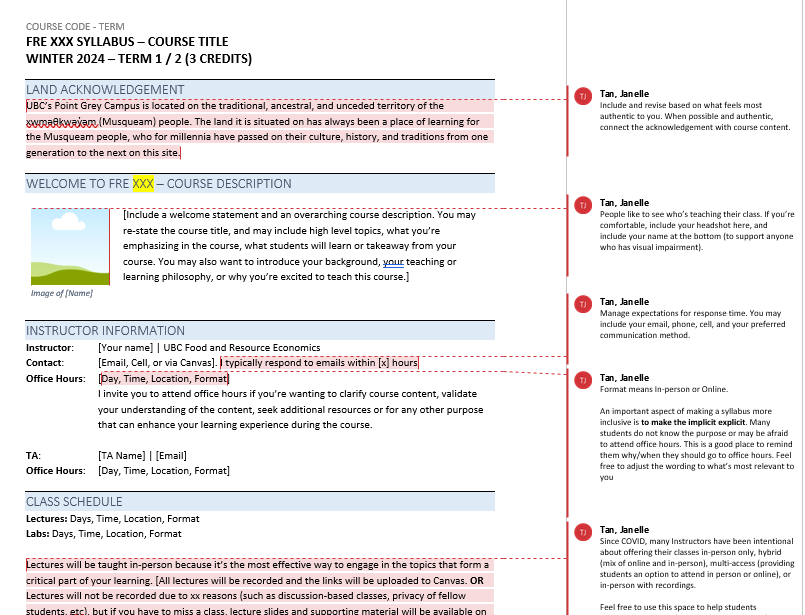 COURSE CODE - TERM
FRE XXX SYLLABUS – COURSE TITLE
WINTER 2024 – TERM 1 / 2 (3 CREDITS)
LAND ACKNOWLEDGEMENT
UBC's Point Grey Campus is located on the traditional, ancestral, and unceded territory of the
xwməθkwəy̓əm (Musqueam) people. The land it is situated on has always been a place of learning for
the Musqueam people, who for millennia have passed on their culture, history, and traditions from one
generation to the next on this site.
WELCOME TO FRE XXX – COURSE DESCRIPTION
[Include a welcome statement and an overarching course description. You may
re-state the course title, and may include high level topics, what you're
emphasizing in the course, what students will learn or takeaway from your
course. You may also want to introduce your background, your teaching or
learning philosophy, or why you're excited to teach this course.]
Image of [Name]
INSTRUCTOR INFORMATION
Instructor: [Your name] | UBC Food and Resource Economics
Contact: [Email, Cell, or via Canvas]. I typically respond to emails within [x] hours
Office Hours: [Day, Time, Location, Format]
I invite you to attend office hours if you're wanting to clarify course content, validate
your understanding of the content, seek additional resources or for any other purpose
that can enhance your learning experience during the course.
TA: [TA Name] | [Email]
Office Hours: [Day, Time, Location, Format]
CLASS SCHEDULE
Lectures: Days, Time, Location, Format
Labs: Days, Time, Location, Format
Lectures will be taught in-person because it's the most effective way to engage in the topics that form a
critical part of your learning. [All lectures will be recorded and the links will be uploaded to Canvas. OR
Lectures will not be recorded due to xx reasons (such as discussion-based classes, privacy of fellow
students, etc), but if you have to miss a class, lecture slides and supporting material will be available on
TJ
Tan, Janelle
Include and revise based on what feels most
authentic to you. When possible and authentic,
connect the acknowledgement with course content.
TJ
Tan, Janelle
People like to see who's teaching their class. If you're
comfortable, include your headshot here, and
include your name at the bottom (to support anyone
who has visual impairment).
TJ
Tan, Janelle
Manage expectations for response time. You may
include your email, phone, cell, and your preferred
communication method.
TJ
Tan, Janelle
Format means In-person or Online.
An important aspect of making a syllabus more
inclusive is to make the implicit explicit. Many
students do not know the purpose or may be afraid
to attend office hours. This is a good place to remind
them why/when they should go to office hours. Feel
free to adjust the wording to what's most relevant to
you
TJ
Tan, Janelle
Since COVID, many Instructors have been intentional
about offering their classes in-person only, hybrid
(mix of online and in-person), multi-access (providing
students an option to attend in person or online), or
in-person with recordings.
Feel free to use this space to help students